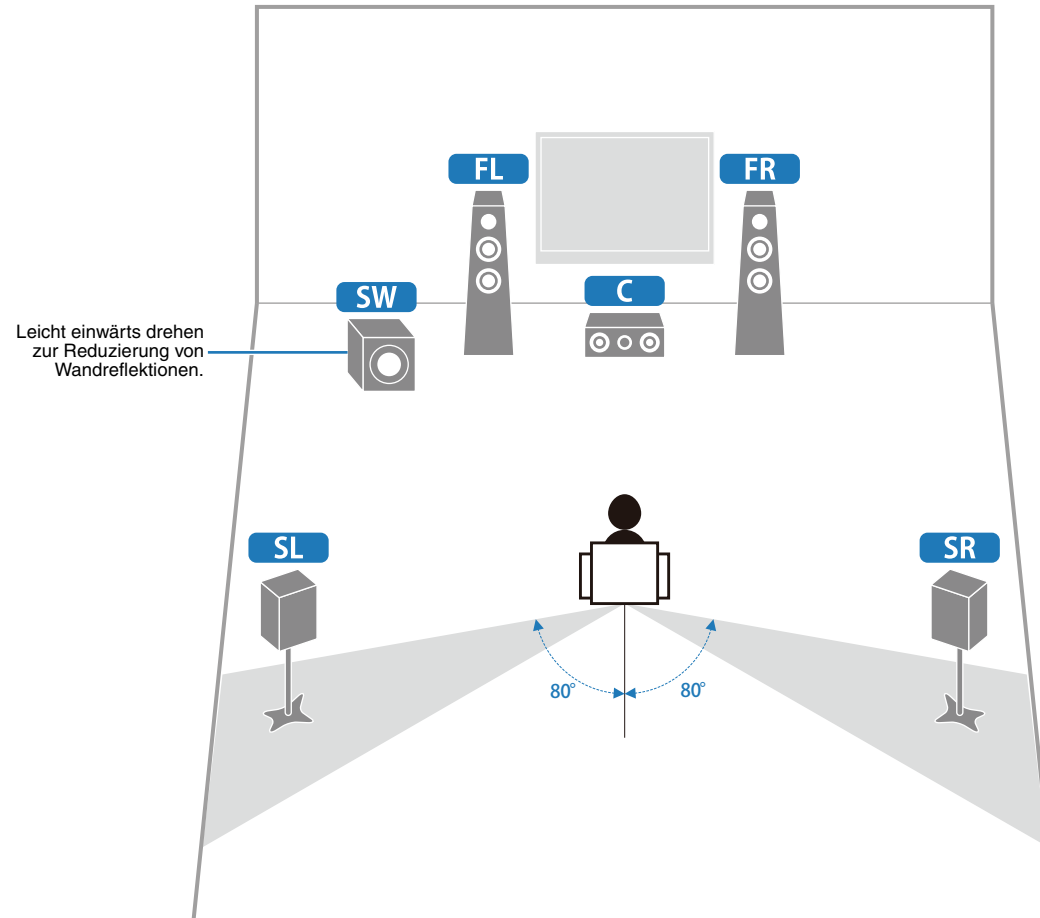 FL
FR
SW
C
Leicht einwärts drehen
zur Reduzierung von
Wandreflektionen.
SL
SR
80°
80°